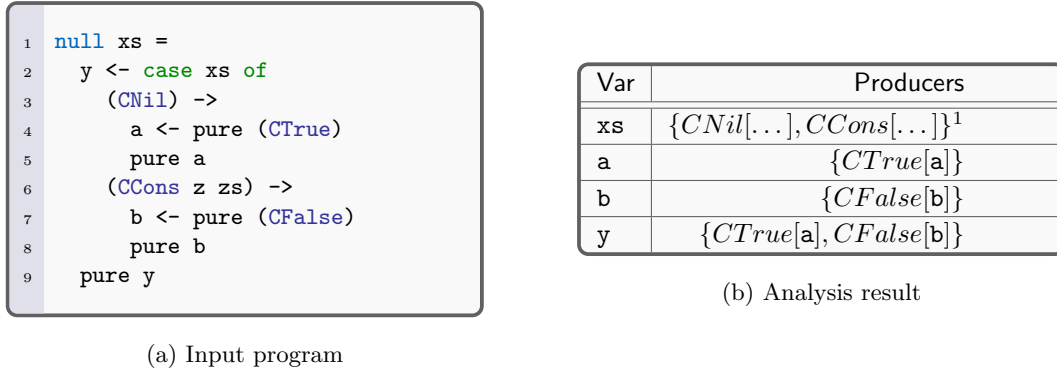 1 null xs =
2   y <- case xs of
3     (CNil) ->
4       a <- pure (CTrue)
5       pure a
6     (CCons z zs) ->
7       b <- pure (CFalse)
8       pure b
9   pure y
(a) Input program
Var Producers
xs {CNil[...], CCons[...]}¹
a {CTrue[a]}
b {CFalse[b]}
y {CTrue[a], CFalse[b]}
(b) Analysis result